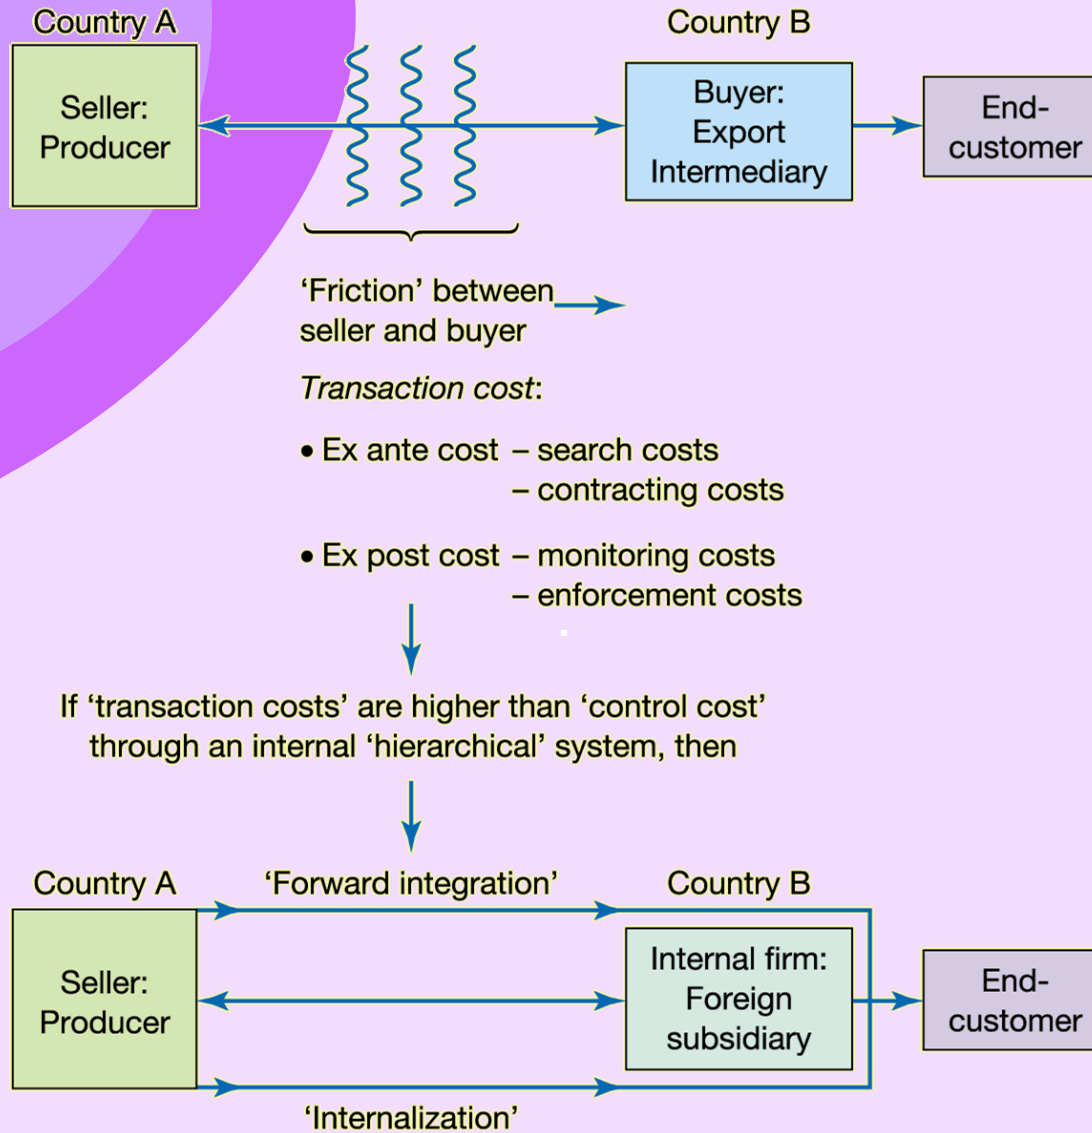 Country A
Country B
Seller:
Producer
Buyer:
Export
Intermediary
End-
customer
‘Friction’ between
seller and buyer
Transaction cost:
• Ex ante cost – search costs
– contracting costs
• Ex post cost – monitoring costs
– enforcement costs
If ‘transaction costs’ are higher than ‘control cost’
through an internal ‘hierarchical’ system, then
Country A
‘Forward integration’
Country B
Seller:
Producer
Internal firm:
Foreign
subsidiary
End-
customer
‘Internalization’